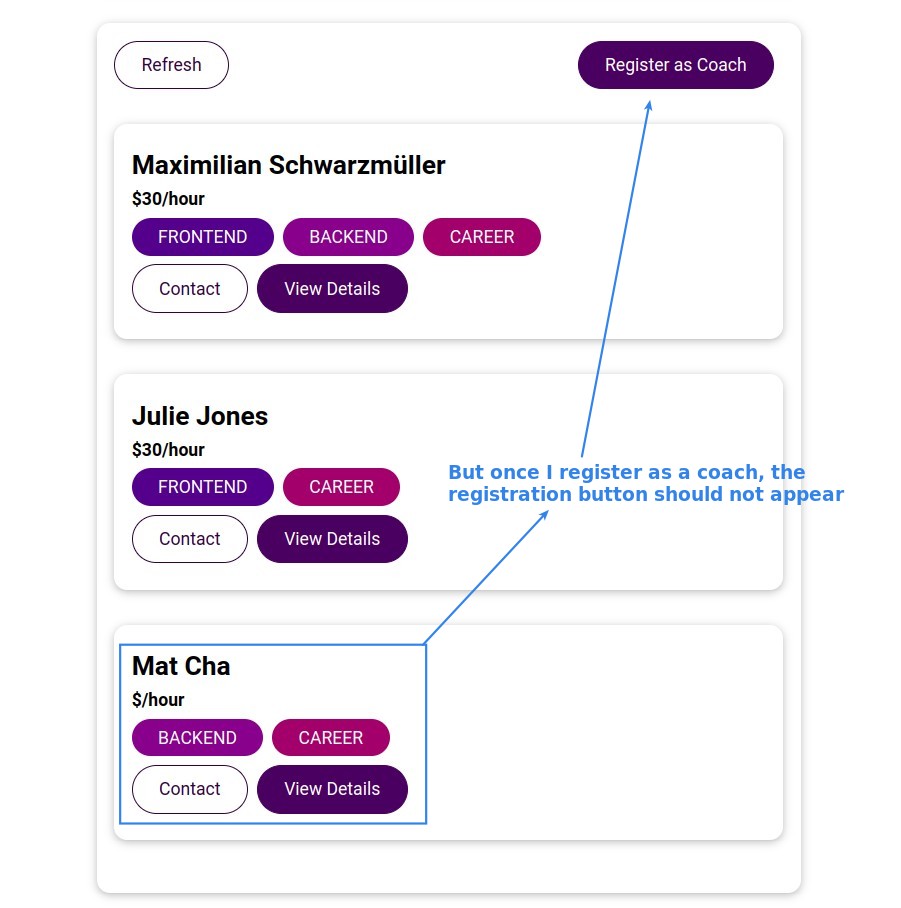 Refresh
Register as Coach
Maximilian Schwarzmüller
$30/hour
FRONTEND BACKEND CAREER
Contact View Details
Julie Jones
$30/hour
FRONTEND CAREER
Contact View Details
But once I register as a coach, the
registration button should not appear
Mat Cha
$/hour
BACKEND CAREER
Contact View Details